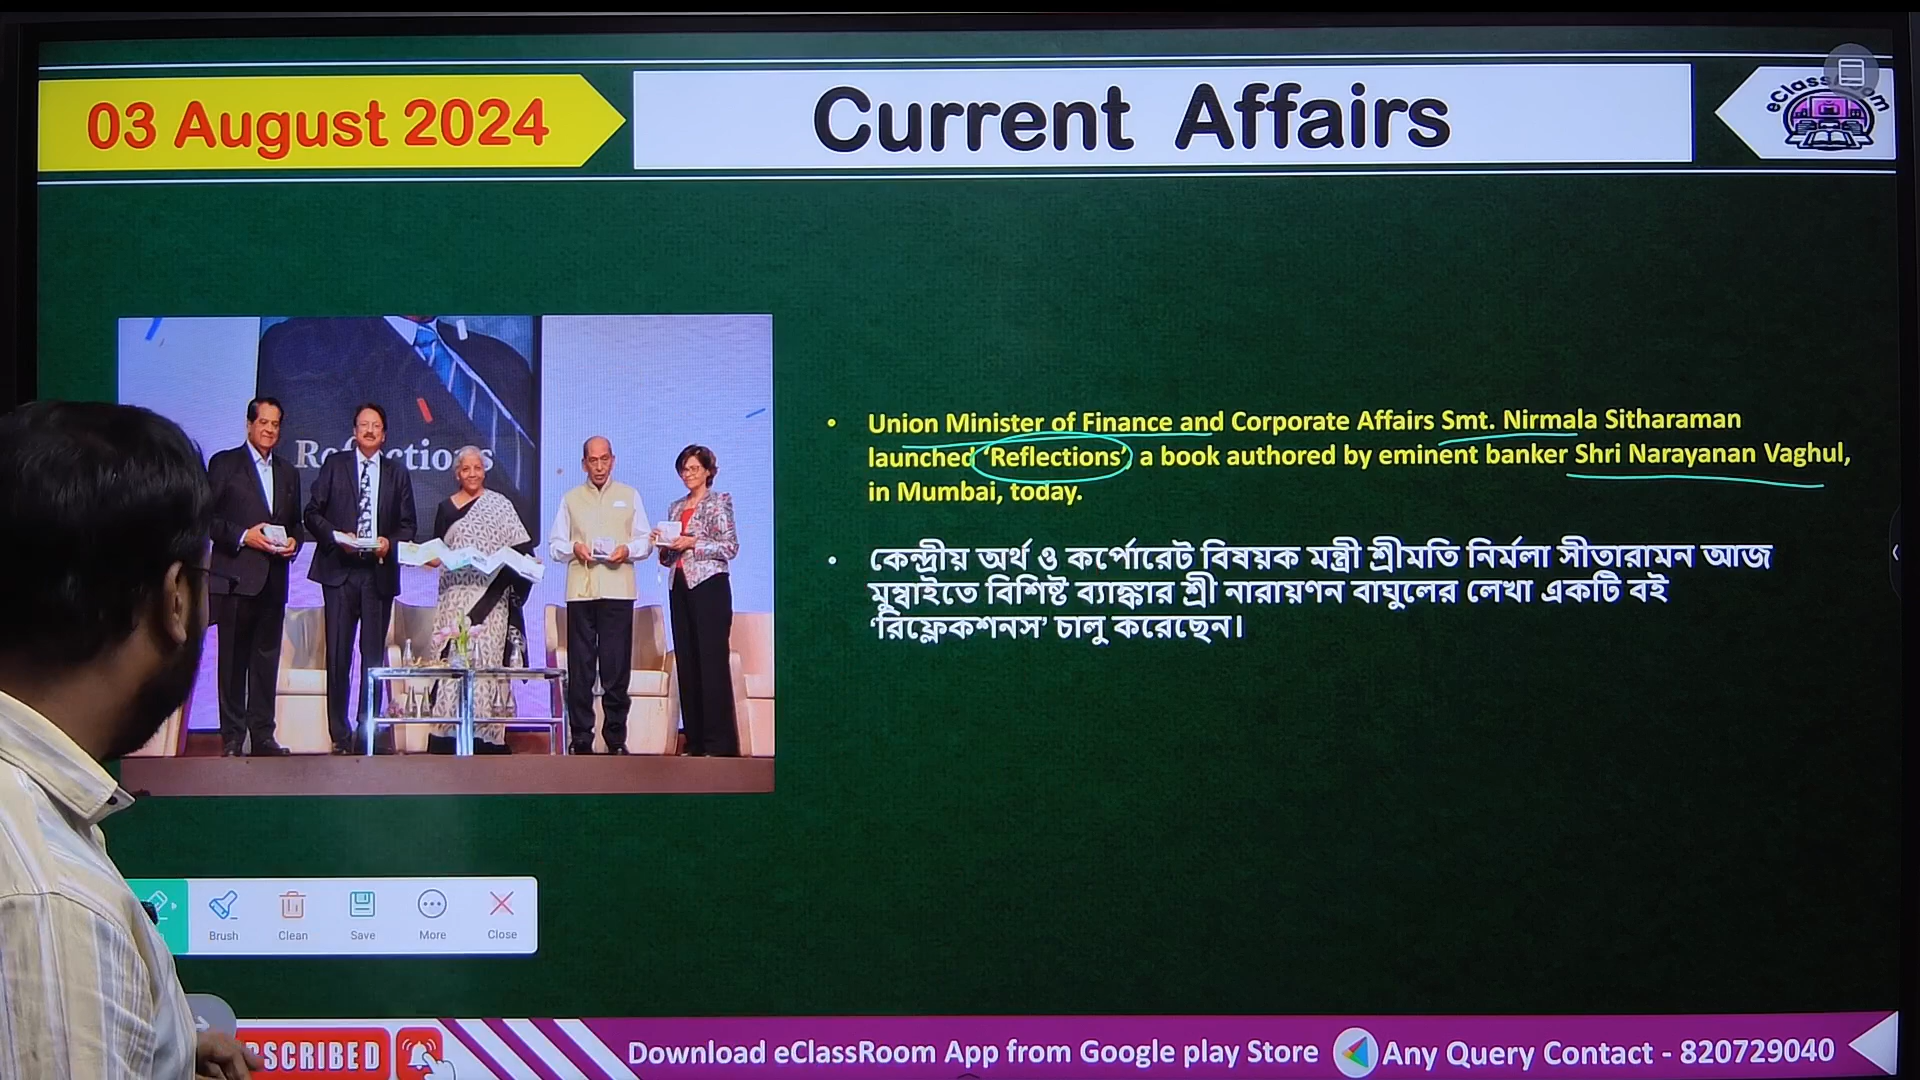 03 August 2024
Current Affairs
eClassRoom
Reflections
• Union Minister of Finance and Corporate Affairs Smt. Nirmala Sitharaman
launched ‘Reflections’, a book authored by eminent banker Shri Narayanan Vaghul,
in Mumbai, today.
• কেন্দ্রীয় অর্থ ও কর্পোরেট বিষয়ক মন্ত্রী শ্রীমতি নির্মলা সীতারামন আজ
মুম্বাইতে বিশিষ্ট ব্যাঙ্কার শ্রী নারায়ণন বাঘুলের লেখা একটি বই
‘রিফ্লেকশনস’ চালু করেছেন।
Brush Clean Save More Close
SCRIBED
Download eClassRoom App from Google play Store
Any Query Contact - 820729040